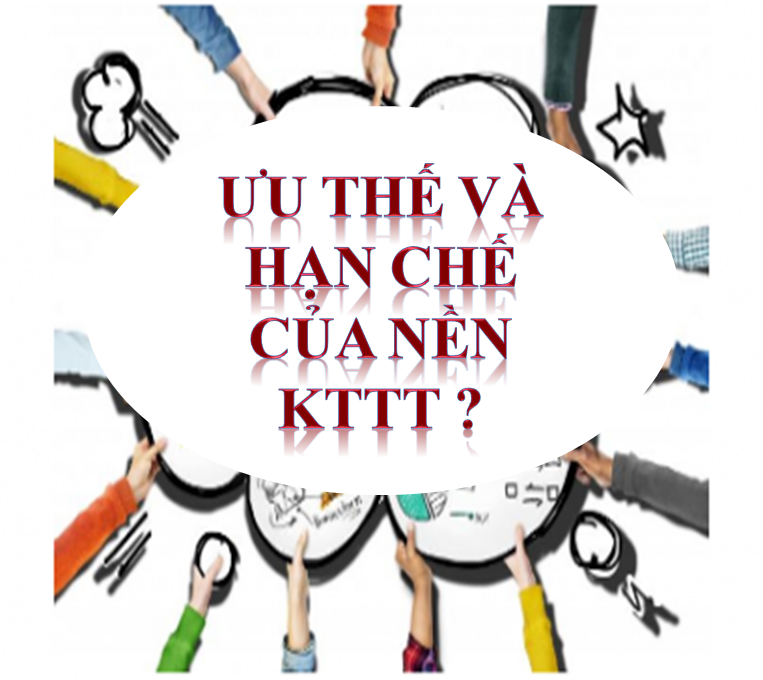 ƯU THẾ VÀ
HẠN CHẾ
CỦA NỀN
KTTT ?